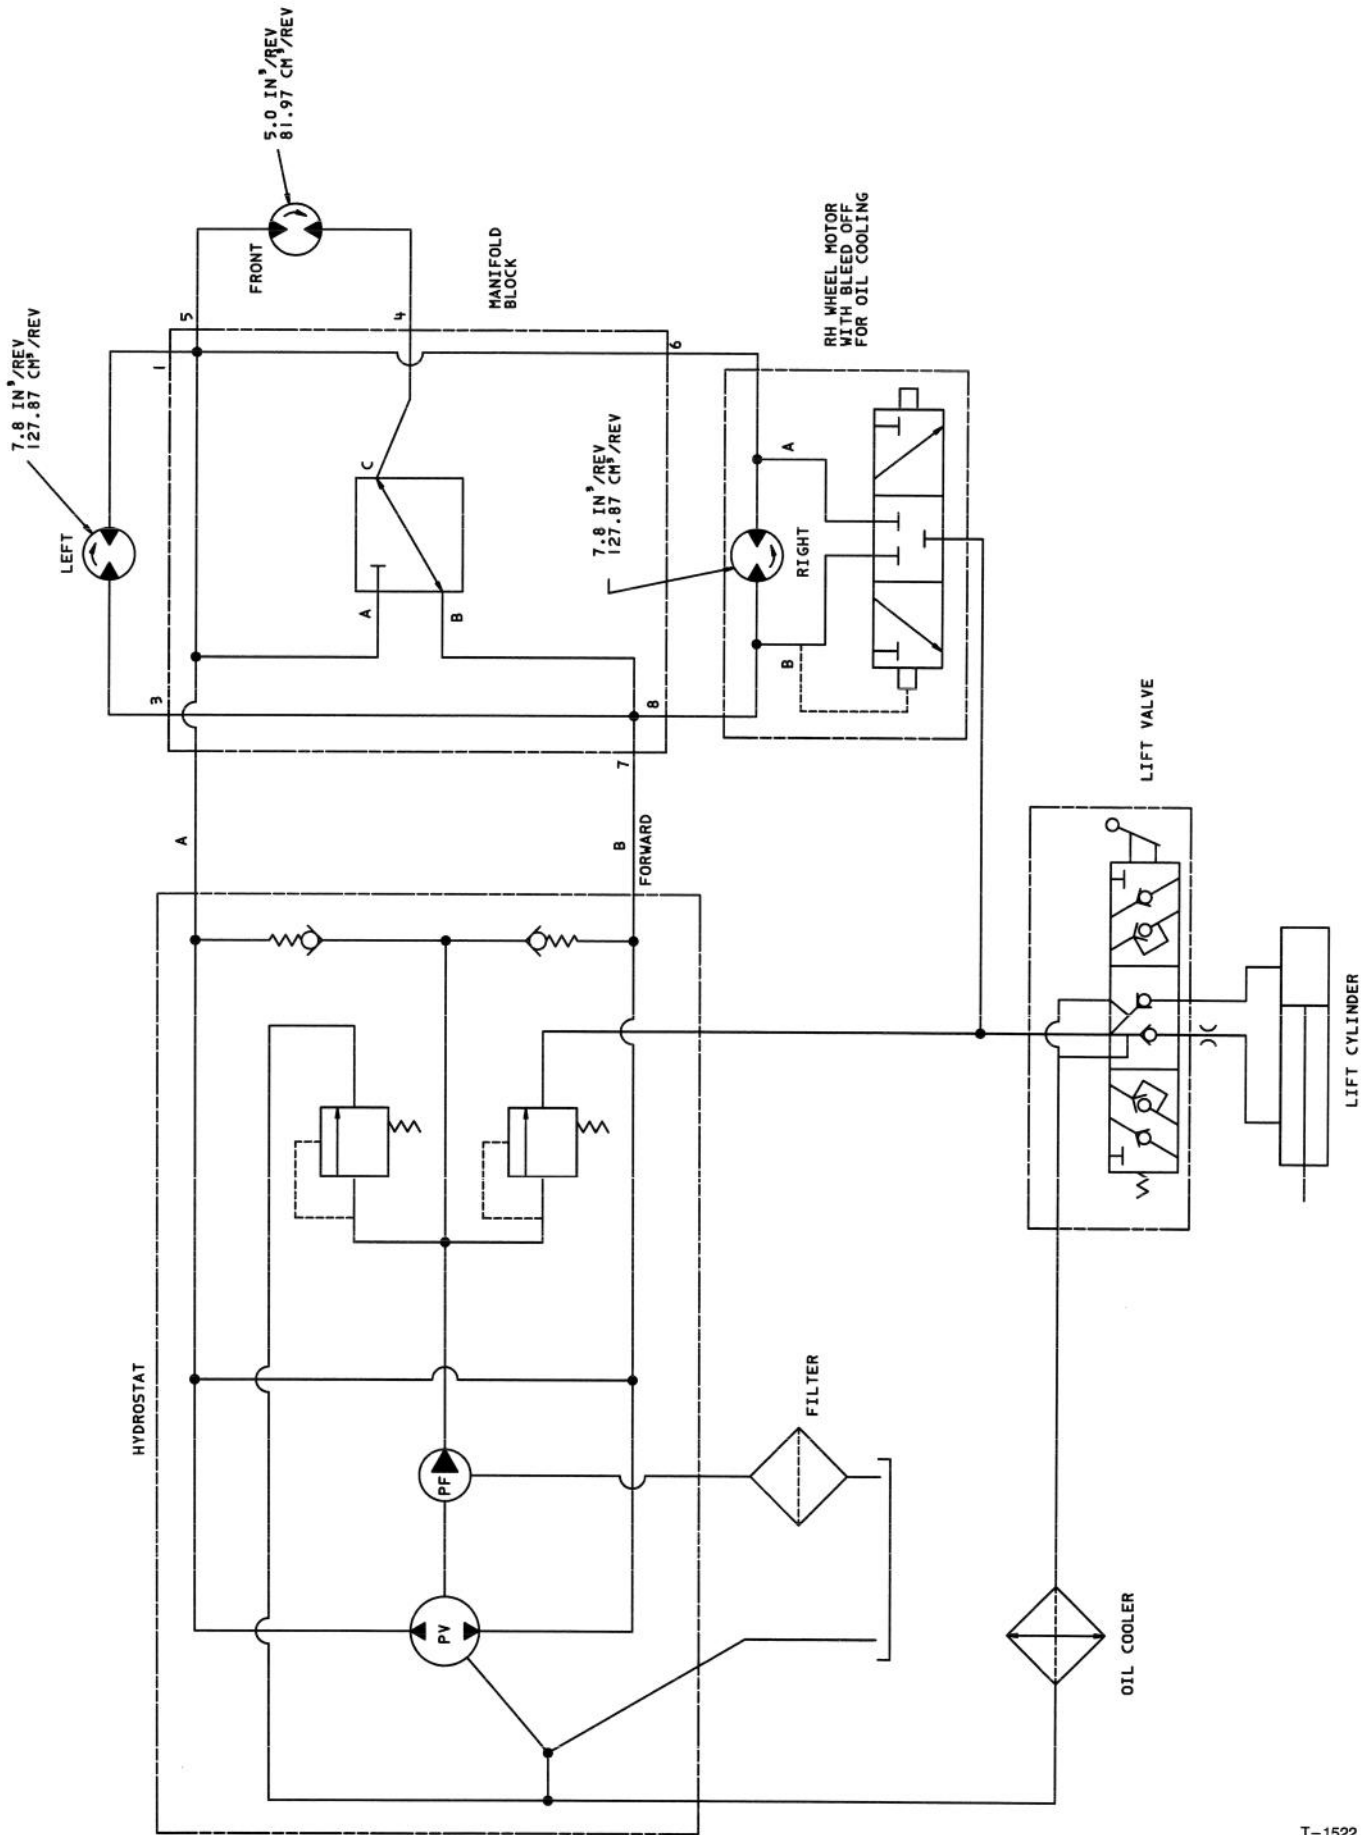 7.8 IN³/REV
127.87 CM³/REV
LEFT
5.0 IN³/REV
81.97 CM³/REV
FRONT
MANIFOLD
BLOCK
1
5
4
3
6
8
7
C
A
B
7.8 IN³/REV
127.87 CM³/REV
RIGHT
A
B
RH WHEEL MOTOR
WITH BLEED OFF
FOR OIL COOLING
A
B
FORWARD
HYDROSTAT
PV
PF
FILTER
OIL COOLER
LIFT VALVE
LIFT CYLINDER
T-1522